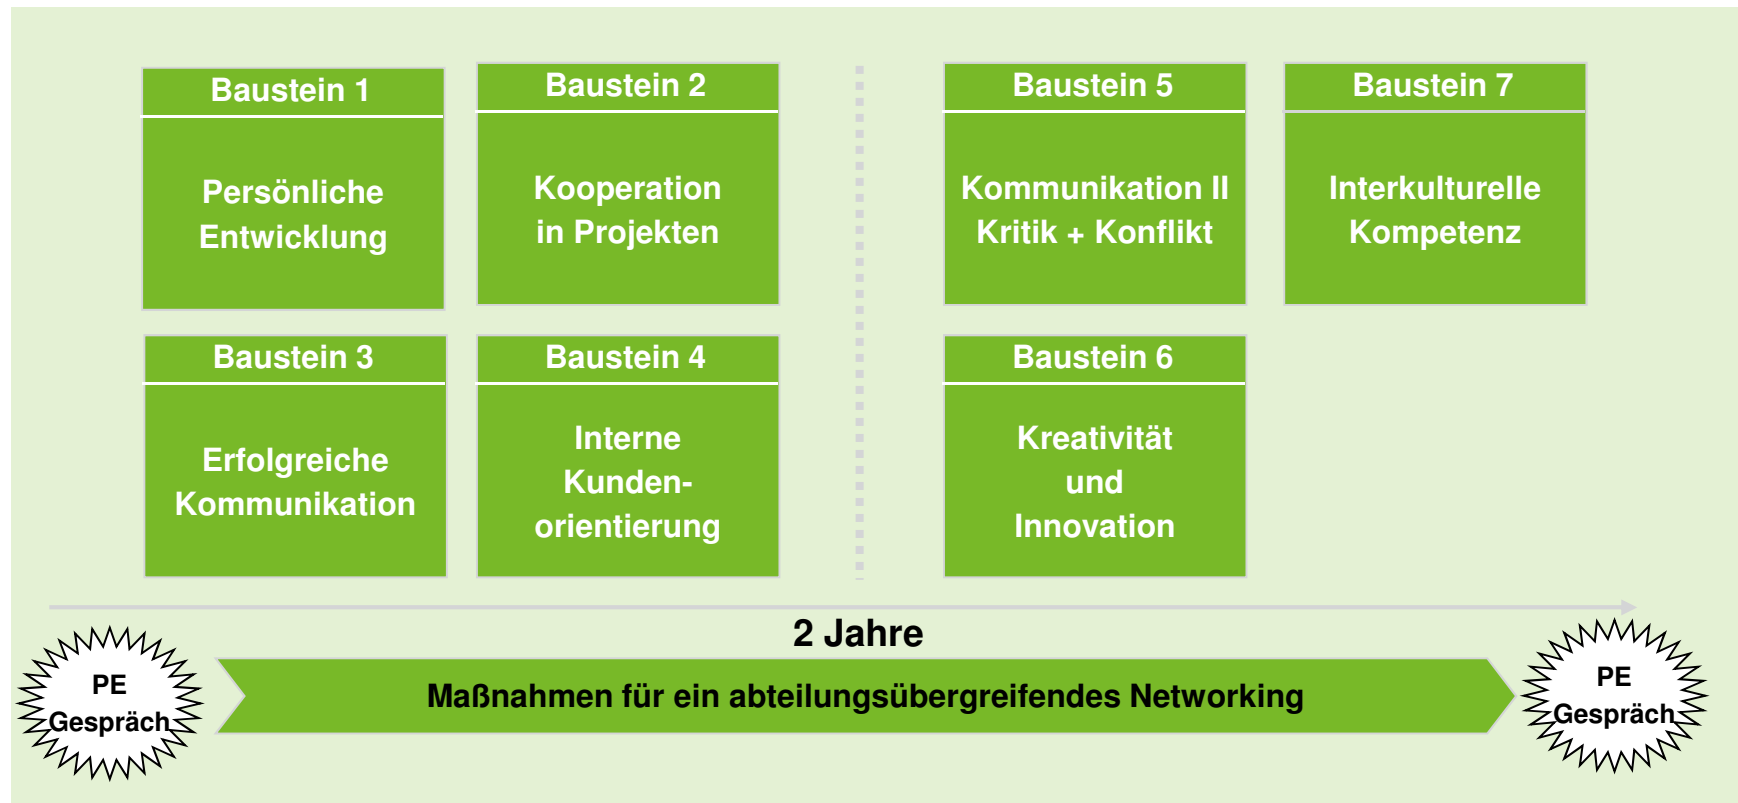 Baustein 1
Persönliche
Entwicklung
Baustein 2
Kooperation
in Projekten
Baustein 5
Kommunikation II
Kritik + Konflikt
Baustein 7
Interkulturelle
Kompetenz
Baustein 3
Erfolgreiche
Kommunikation
Baustein 4
Interne
Kunden-
orientierung
Baustein 6
Kreativität
und
Innovation
2 Jahre
PE
Gespräch
Maßnahmen für ein abteilungsübergreifendes Networking
PE
Gespräch